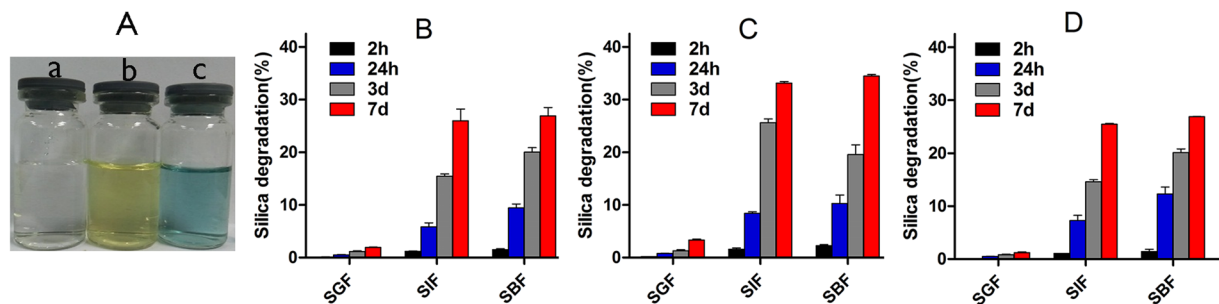 A
a b c
B
Silica degradation(%)
40
30
20
10
0
2h
24h
3d
7d
SGF
SIF
SBF
C
Silica degradation(%)
40
30
20
10
0
2h
24h
3d
7d
SGF
SIF
SBF
D
Silica degradation(%)
40
30
20
10
0
2h
24h
3d
7d
SGF
SIF
SBF